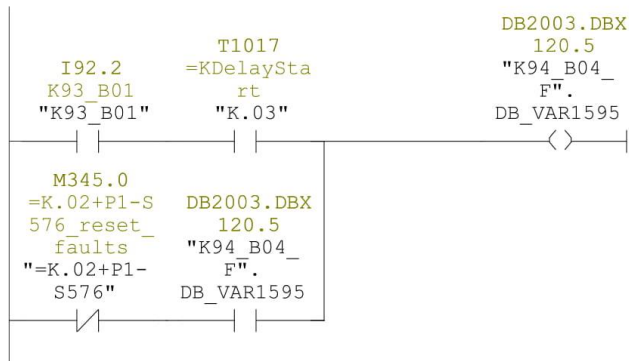 DB2003.DBX
120.5
"K94_B04_
F".
DB_VAR1595
T1017
=KDelaySta
rt
"K.03"
I92.2
K93_B01
"K93_B01"
M345.0
=K.02+P1-S
576_reset_
faults
"=K.02+P1-
S576"
DB2003.DBX
120.5
"K94_B04_
F".
DB_VAR1595